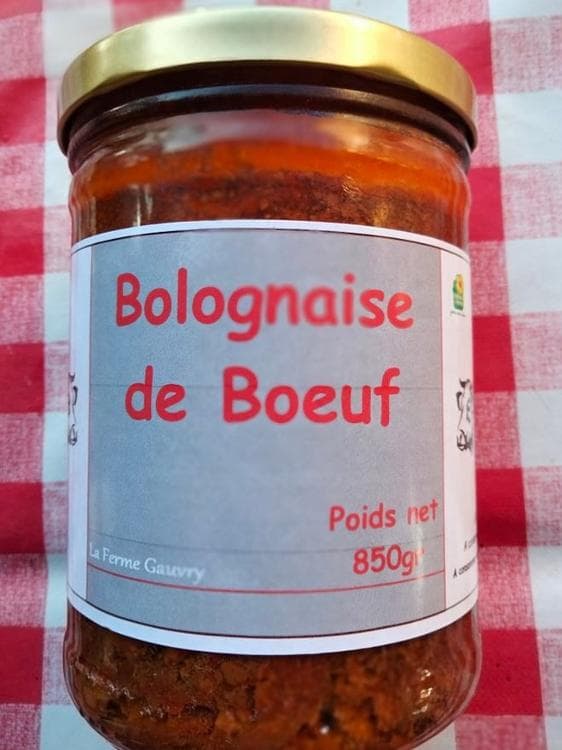 Bolognaise
de Boeuf
Poids net
850gr
La Ferme Gauvry